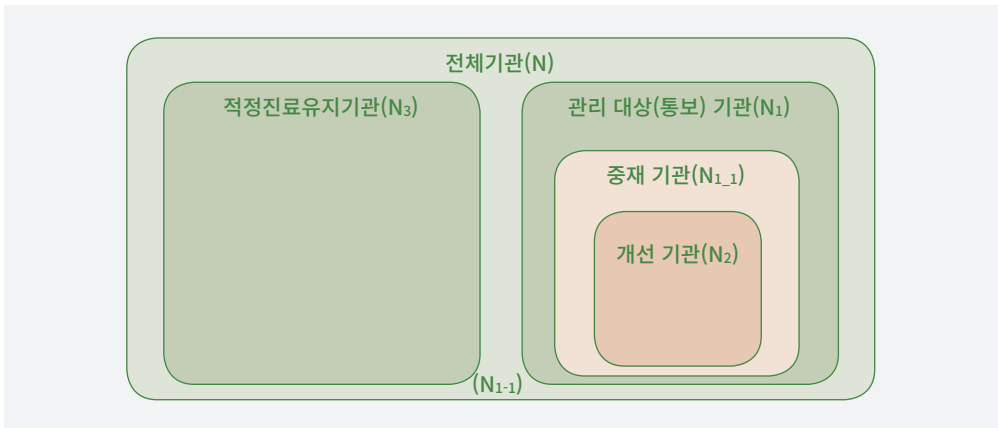 전체기관(N)
적정진료유지기관(N3)
관리 대상(통보) 기관(N1)
중재 기관(N1_1)
개선 기관(N2)
(N1-1)